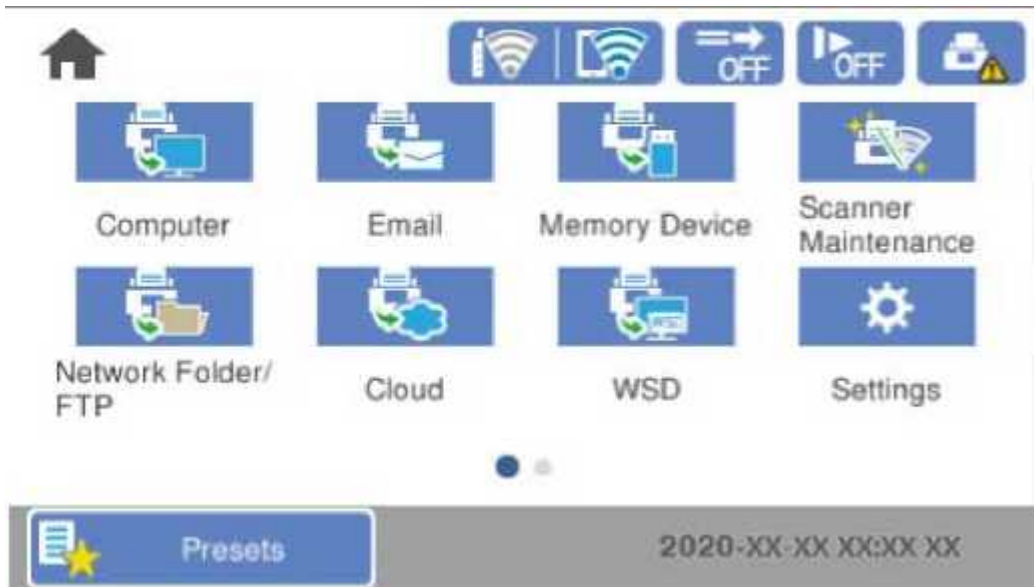 OFF
OFF
Computer
Email
Memory Device
Scanner
Maintenance
Network Folder/
FTP
Cloud
WSD
WSD
Settings
Presets
2020-XX-XX XX:XX XX